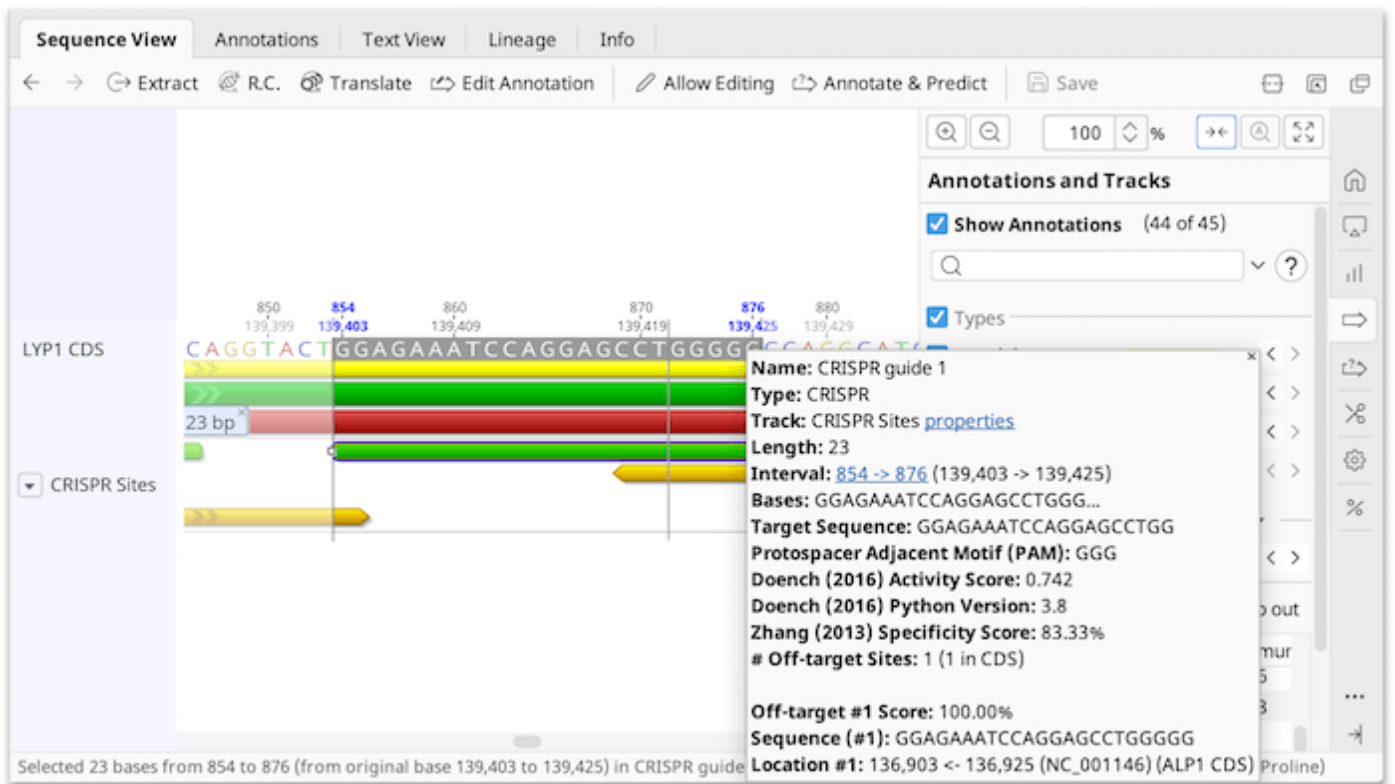 Sequence View Annotations Text View Lineage Info
Extract R.C. Translate Edit Annotation Allow Editing Annotate & Predict Save
100 %
Annotations and Tracks
Show Annotations (44 of 45)
?
Types
850 854 860 870 876 880
139,399 139,403 139,409 139,419 139,425 139,429
LYP1 CDS
CAGGTACTGGAGAAATCCAGGAGCCTGGGGG
23 bp
CRISPR Sites
Name: CRISPR guide 1
Type: CRISPR
Track: CRISPR Sites properties
Length: 23
Interval: 854 -> 876 (139,403 -> 139,425)
Bases: GGAGAAATCCAGGAGCCTGGG...
Target Sequence: GGAGAAATCCAGGAGCCTGG
Protospacer Adjacent Motif (PAM): GGG
Doench (2016) Activity Score: 0.742
Doench (2016) Python Version: 3.8
Zhang (2013) Specificity Score: 83.33%
# Off-target Sites: 1 (1 in CDS)
Off-target #1 Score: 100.00%
Sequence (#1): GGAGAAATCCAGGAGCCTGGGGG
Location #1: 136,903 <- 136,925 (NC_001146) (ALP1 CDS)
out
mur
Selected 23 bases from 854 to 876 (from original base 139,403 to 139,425) in CRISPR guide
Proline)